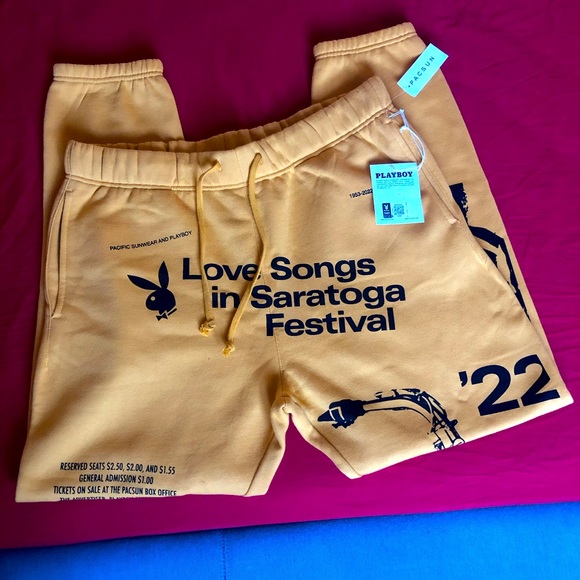 PACSUN
PLAYBOY
1953-2022
PACIFIC SUNWEAR AND PLAYBOY
Love Songs
in Saratoga
Festival
'22
RESERVED SEATS $2.50, $2.00, AND $1.55
GENERAL ADMISSION $1.00
TICKETS ON SALE AT THE PACSUN BOX OFFICE